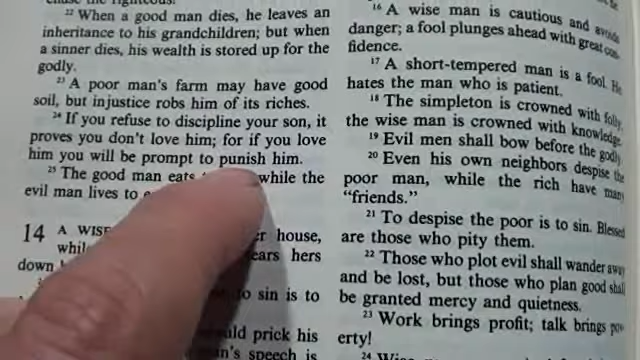 22 When a good man dies, he leaves an
inheritance to his grandchildren; but when
a sinner dies, his wealth is stored up for the
godly.
23 A poor man's farm may have good
soil, but injustice robs him of its riches.
24 If you refuse to discipline your son, it
proves you don't love him; for if you love
him you will be prompt to punish him.
25 The good man eats while the
evil man lives to
14 A WISE house,
down
to sin is to
prick his
speech is
16 A wise man is cautious and avoids
danger; a fool plunges ahead with great con-
fidence.
17 A short-tempered man is a fool. He
hates the man who is patient.
18 The simpleton is crowned with folly;
the wise man is crowned with knowledge.
19 Evil men shall bow before the godly.
20 Even his own neighbors despise the
poor man, while the rich have many
"friends."
21 To despise the poor is to sin. Blessed
are those who pity them.
22 Those who plot evil shall wander away
and be lost, but those who plan good shall
be granted mercy and quietness.
23 Work brings profit; talk brings pov-
erty!
24